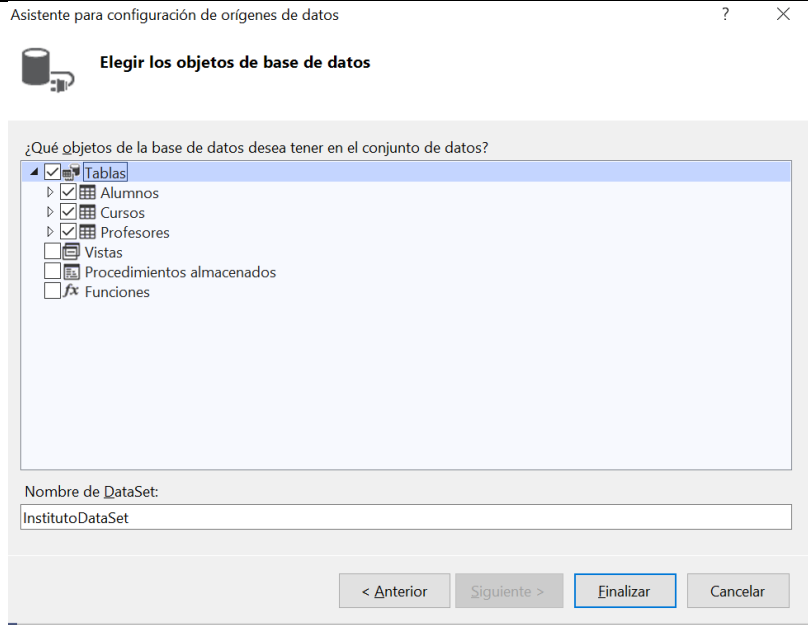 Asistente para configuración de orígenes de datos
?
Elegir los objetos de base de datos
¿Qué objetos de la base de datos desea tener en el conjunto de datos?
Tablas
Alumnos
Cursos
Profesores
Vistas
Procedimientos almacenados
fx Funciones
Nombre de DataSet:
InstitutoDataSet
< Anterior Siguiente > Finalizar Cancelar